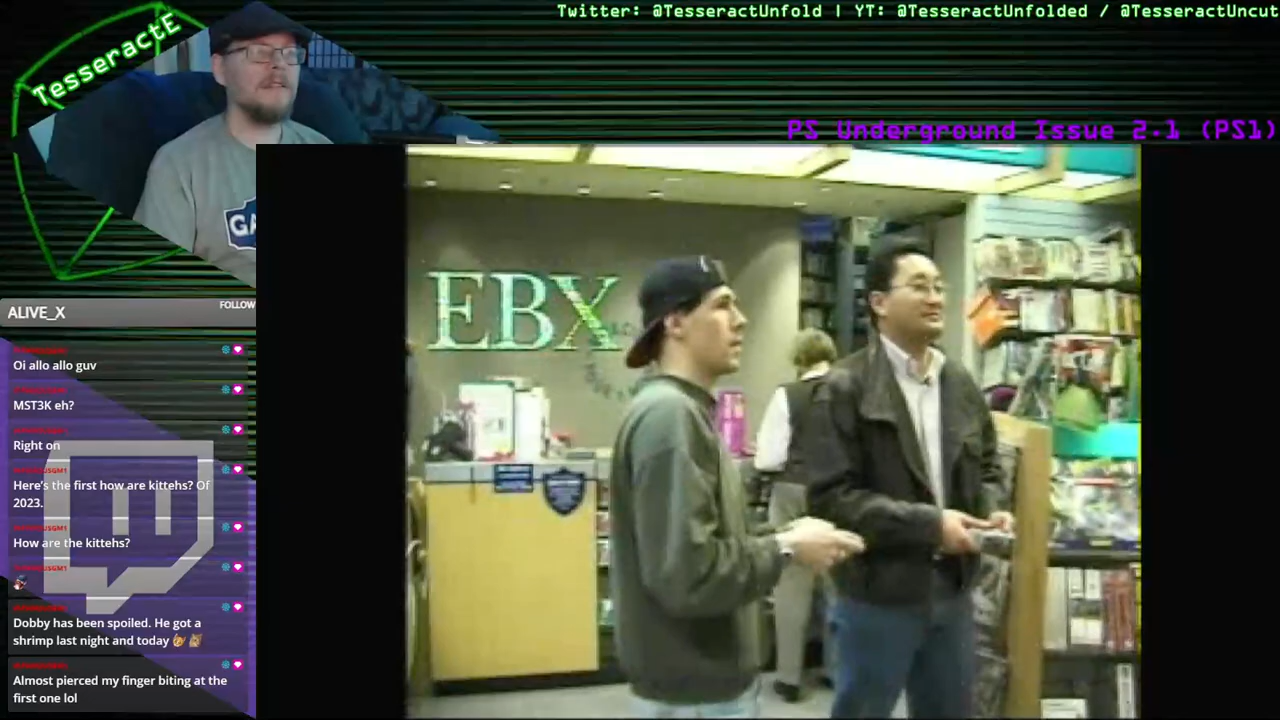 Twitter: @TesseractUnfold | YT: @TesseractUnfolded / @TesseractUncut
TesseractE
PS Underground Issue 2.1 (PS1)
GA
EBX
ALIVE_X
FOLLOW
Oi allo allo guv
MST3K eh?
Right on
Here's the first how are kittehs? Of
2023.
How are the kittehs?
Dobby has been spoiled. He got a
shrimp last night and today
Almost pierced my finger biting at the
first one lol